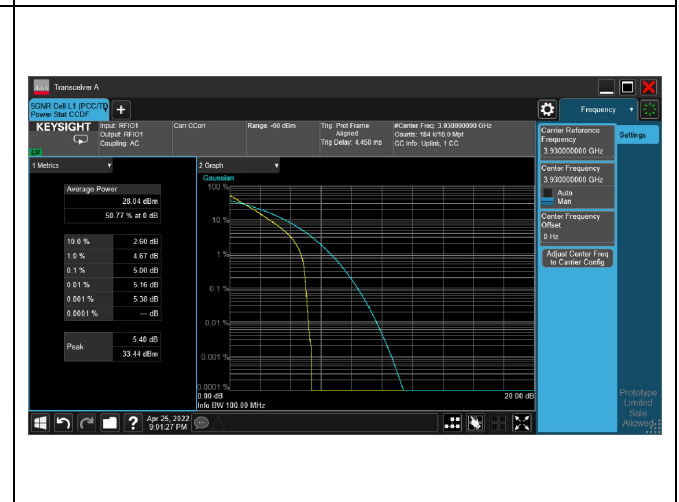 Transceiver A
5GNR Cell L1 (PCC/TD
Power Stat CCDF
+
Frequency
KEYSIGHT
Input: RFIO1
Output: RFIO1
Coupling: AC
Corr CCorr
Range: -60 dBm
Trig: Prot Frame
Aligned
Trig Delay: 4.450 ms
#Center Freq: 3.930000000 GHz
Counts: 184 k/10.0 Mpt
CC Info: Uplink, 1 CC
Carrier Reference
Frequency
3.930000000 GHz
Settings
1 Metrics
2 Graph
Center Frequency
3.930000000 GHz
Auto
Man
Center Frequency
Offset
0 Hz
Adjust Center Freq
to Carrier Config
Average Power
28.04 dBm
50.77 % at 0 dB
10.0 % 2.60 dB
1.0 % 4.67 dB
0.1 % 5.00 dB
0.01 % 5.16 dB
0.001 % 5.38 dB
0.0001 % --- dB
Peak
5.40 dB
33.44 dBm
Gaussian
100 %
10 %
1 %
0.1 %
0.01 %
0.001 %
0.0001 %
0.00 dB
20.00 dB
Info BW 100.00 MHz
Prototype
Limited
Sale
Allowed
?
Apr 25, 2022
9:01:27 PM